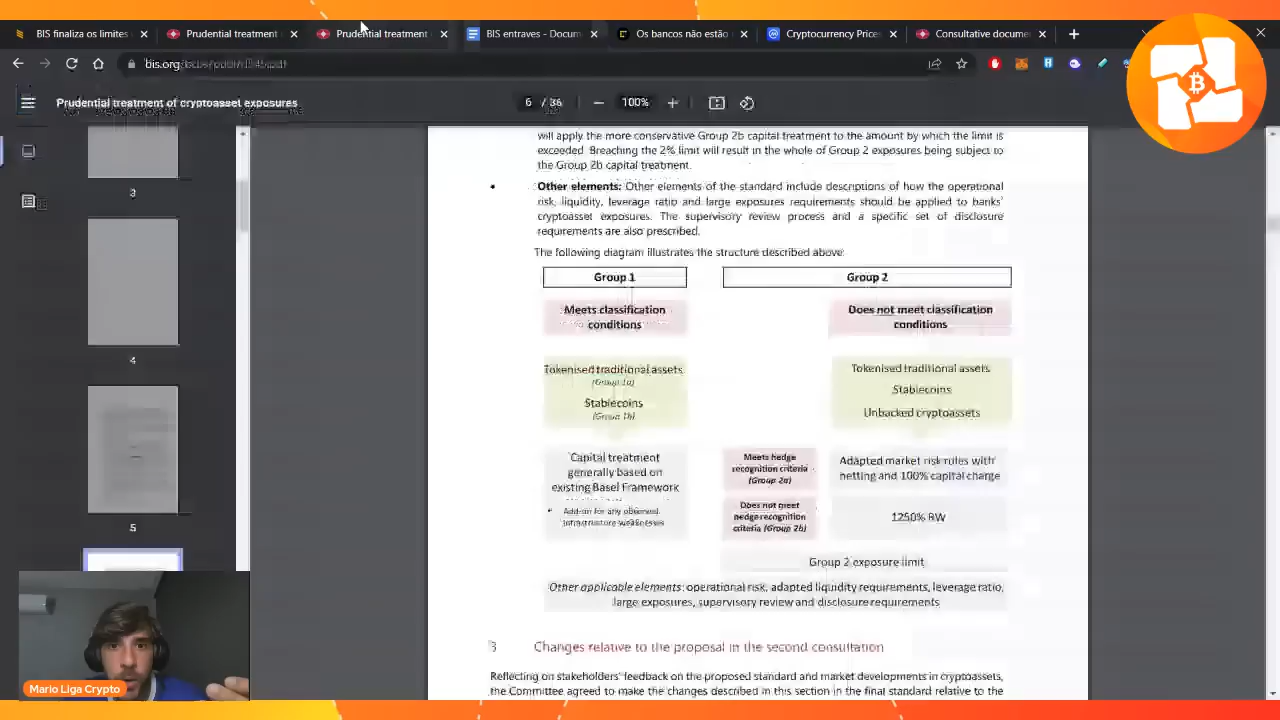 BIS finaliza os limites
Prudential treatment
Prudential treatment
BIS entraves - Docum
Os bancos não estão
Cryptocurrency Prices
Consultative docume
bis.org
Prudential treatment of cryptoasset exposures
6 / 36
100%
3
4
5
will apply the more conservative Group 2b capital treatment to the amount by which the limit is
exceeded. Breaching the 2% limit will result in the whole of Group 2 exposures being subject to
the Group 2b capital treatment.
• Other elements: Other elements of the standard include descriptions of how the operational
risk, liquidity, leverage ratio and large exposures requirements should be applied to banks'
cryptoasset exposures. The supervisory review process and a specific set of disclosure
requirements are also prescribed.
The following diagram illustrates the structure described above:
Group 1
Group 2
Meets classification
conditions
Does not meet classification
conditions
Tokenised traditional assets
(Group 1a)
Stablecoins
(Group 1b)
Tokenised traditional assets
Stablecoins
Unbacked cryptoassets
Capital treatment
generally based on
existing Basel Framework
• Add-on for any observed
infrastructure weaknesses
Meets hedge
recognition criteria
(Group 2a)
Adapted market risk rules with
netting and 100% capital charge
Does not meet
hedge recognition
criteria (Group 2b)
1250% RW
Group 2 exposure limit
Other applicable elements: operational risk, adapted liquidity requirements, leverage ratio,
large exposures, supervisory review and disclosure requirements
3 Changes relative to the proposal in the second consultation
Reflecting on stakeholders' feedback on the proposed standard and market developments in cryptoassets,
the Committee agreed to make the changes described in this section in the final standard relative to the
Mario Liga Crypto